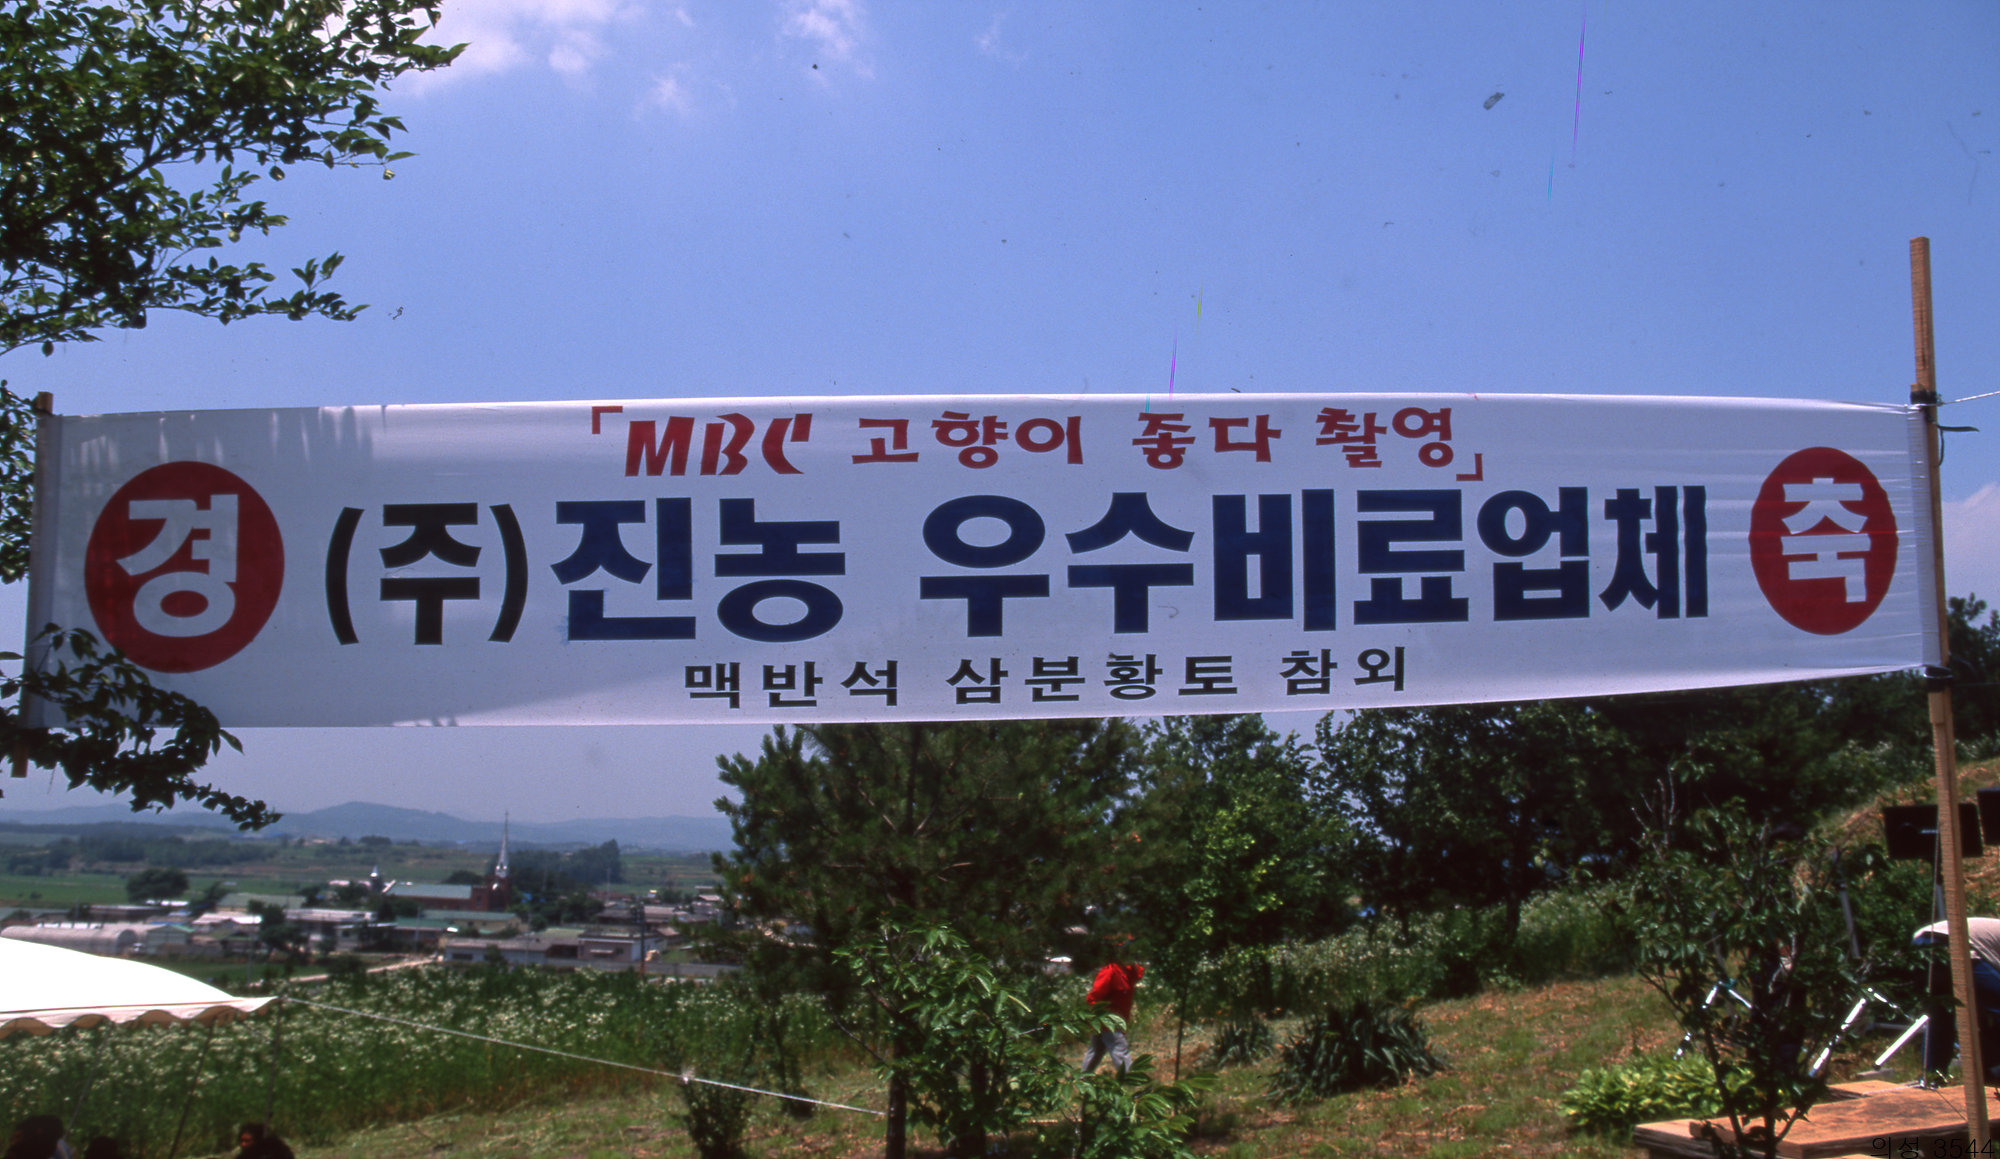 「MBC 고향이 좋다 촬영」
경 (주)진농 우수비료업체 축
맥반석 삼분황토 참외
의성 3544